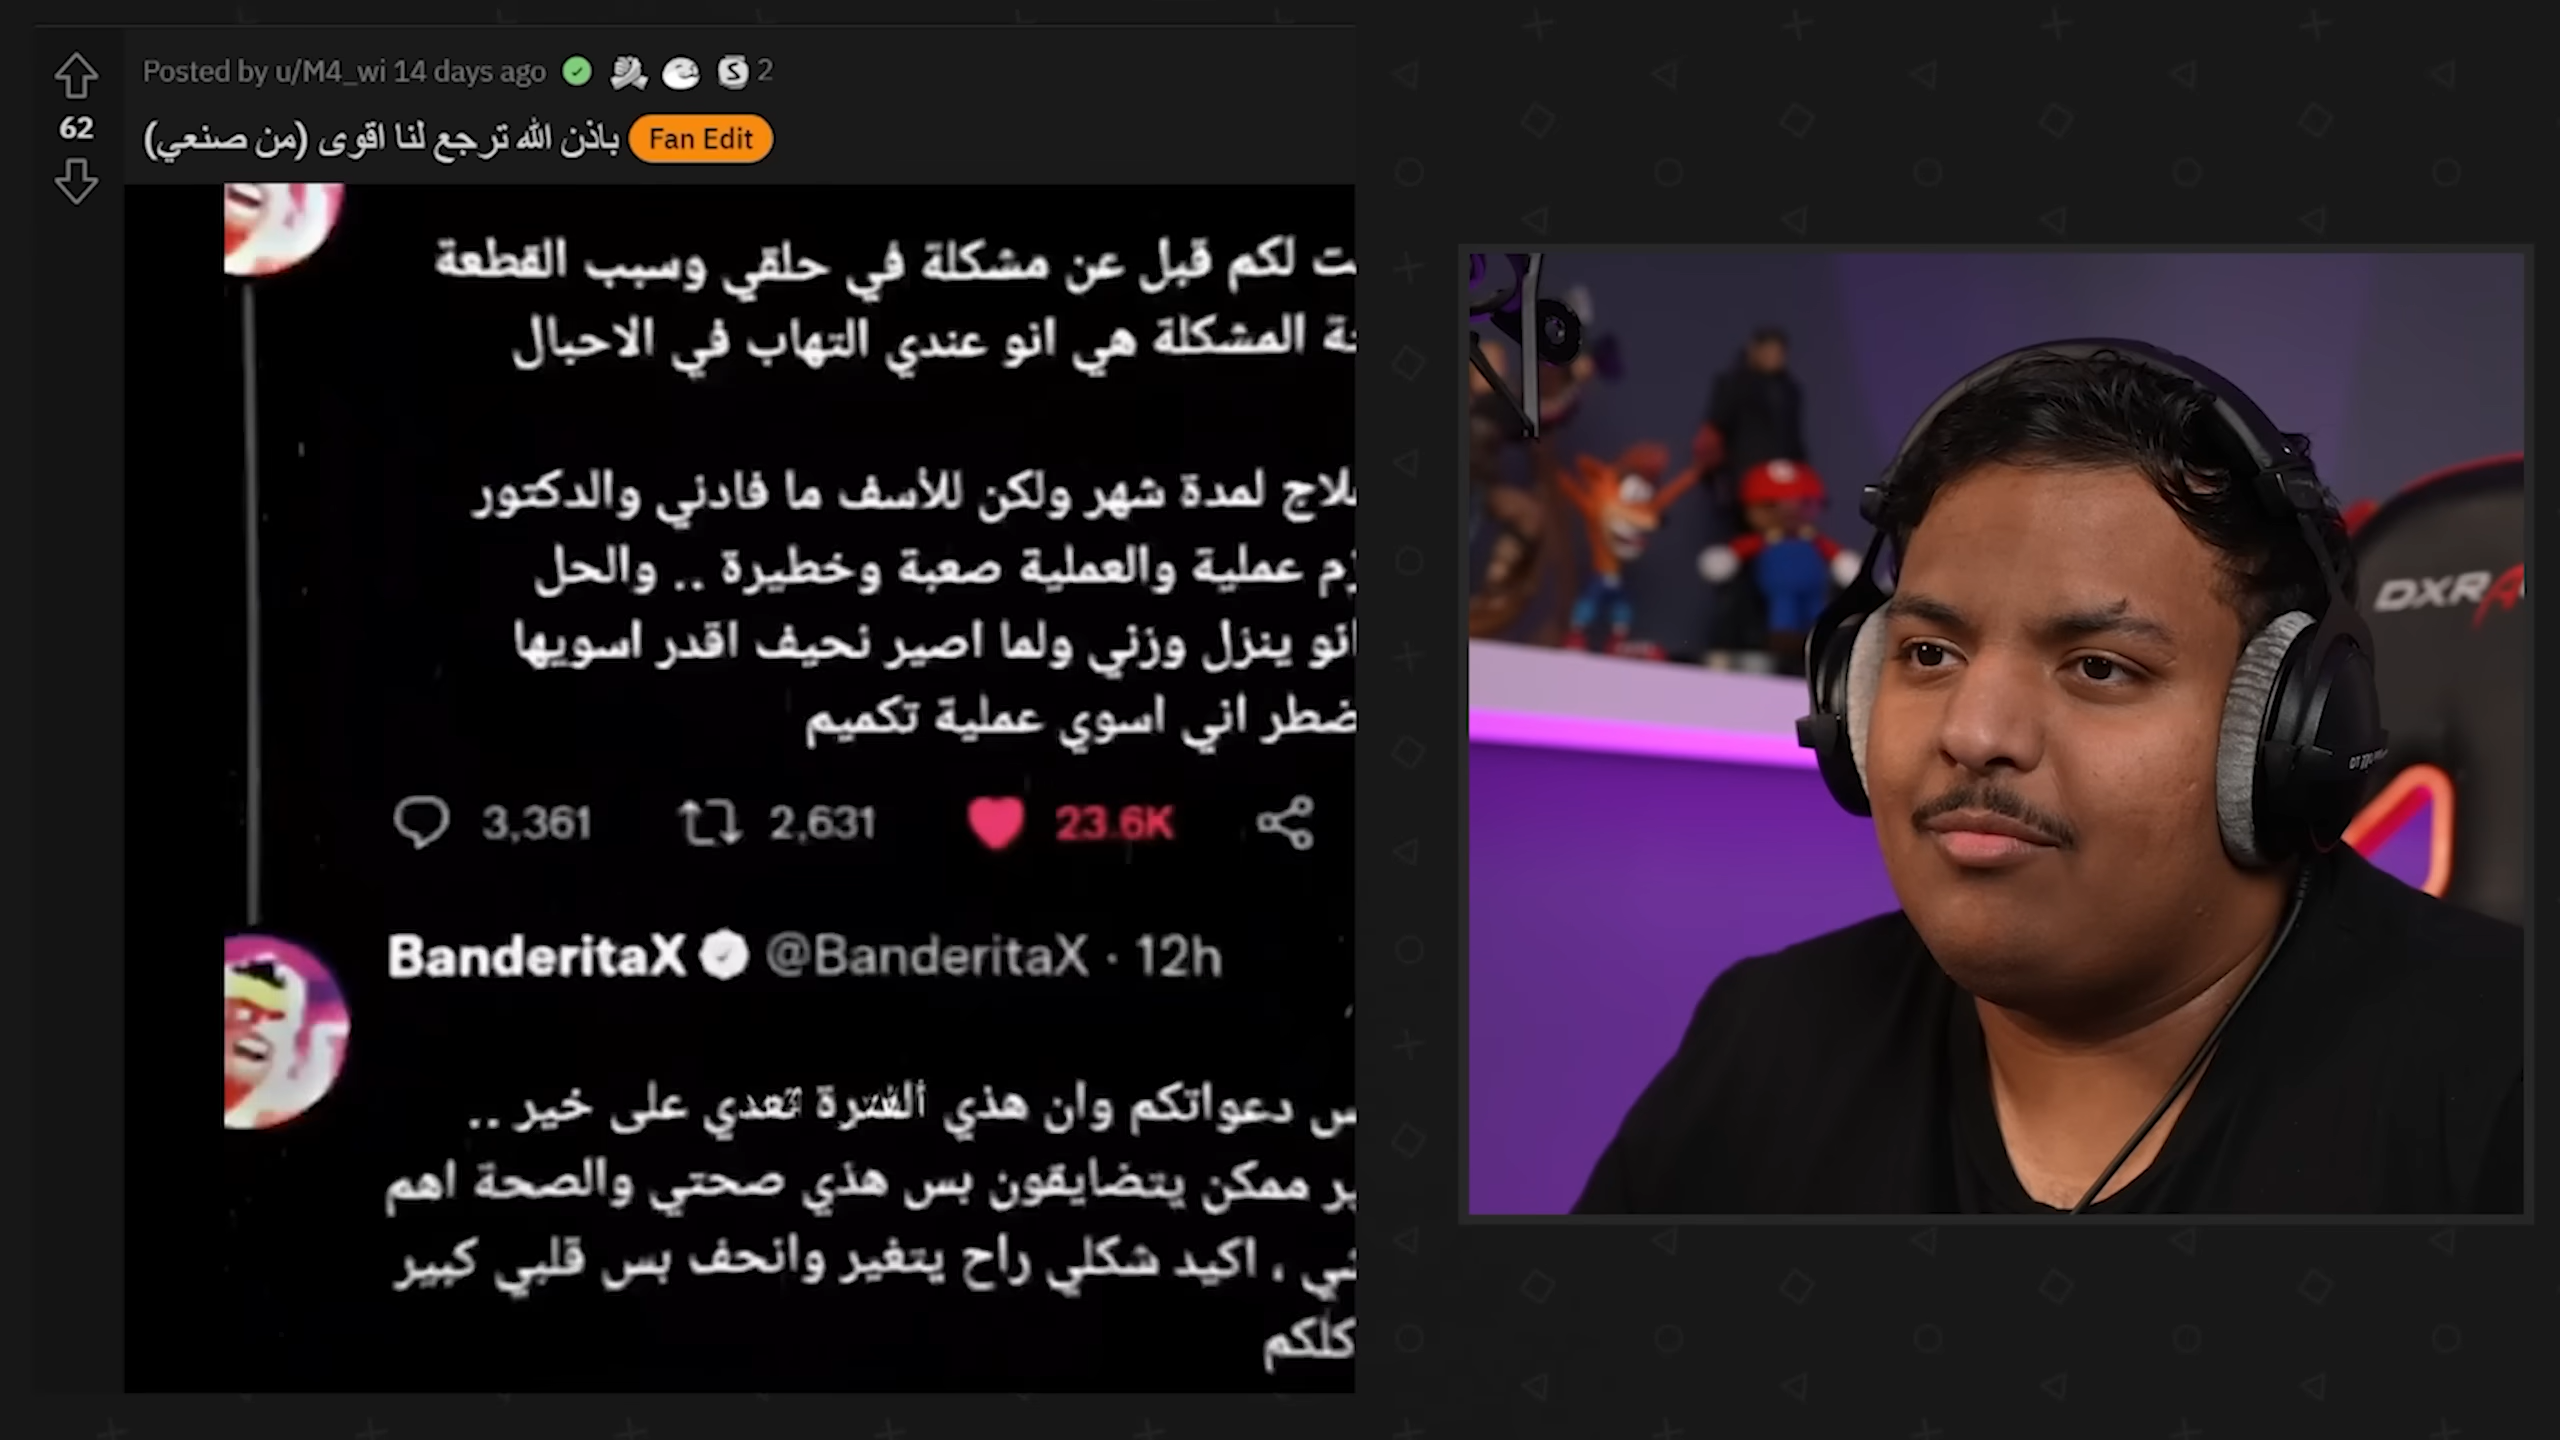 Posted by u/M4_wi 14 days ago 2
62
باذن الله ترجع لنا اقوى (من صنعي) Fan Edit
لكم قبل عن مشكلة في حلقي وسبب القطعة
المشكلة هي انو عندي التهاب في الاحبال
لمدة شهر ولكن للأسف ما فادني والدكتور
عملية والعملية صعبة وخطيرة .. والحل
انو ينزل وزني ولما اصير نحيف اقدر اسويها
اني اسوي عملية تكميم
3,361 2,631 23.6K
BanderitaX @BanderitaX · 12h
دعواتكم وان هذي تعدي على خير ..
ممكن يتضايقون بس هذي صحتي والصحة اهم
، اكيد شكلي راح يتغير وانحف بس قلبي كبير
كلكم
DXRA